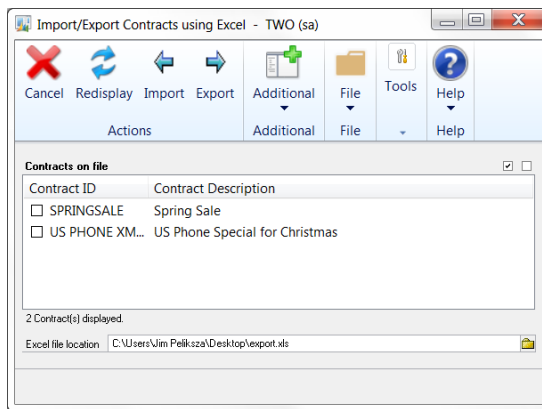 Import/Export Contracts using Excel - TWO (sa)
Cancel Redisplay Import Export Additional File Tools Help
Actions Additional File Help
Contracts on file
Contract ID Contract Description
SPRINGSALE Spring Sale
US PHONE XM... US Phone Special for Christmas
2 Contract(s) displayed.
Excel file location C:\Users\Jim Peliksza\Desktop\export.xls